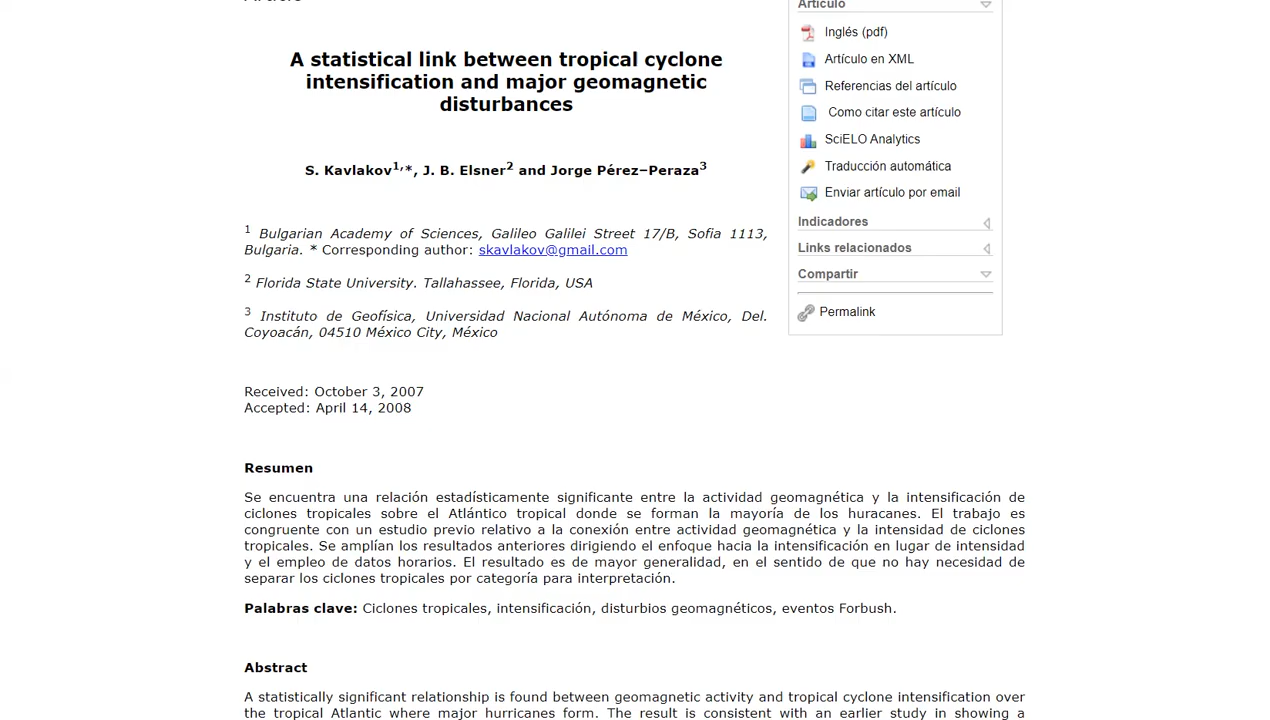 A statistical link between tropical cyclone
intensification and major geomagnetic
disturbances
S. Kavlakov1,*, J. B. Elsner2 and Jorge Pérez–Peraza3
1 Bulgarian Academy of Sciences, Galileo Galilei Street 17/B, Sofia 1113,
Bulgaria. * Corresponding author: skavlakov@gmail.com
2 Florida State University. Tallahassee, Florida, USA
3 Instituto de Geofísica, Universidad Nacional Autónoma de México, Del.
Coyoacán, 04510 México City, México
Received: October 3, 2007
Accepted: April 14, 2008
Resumen
Se encuentra una relación estadísticamente significante entre la actividad geomagnética y la intensificación de
ciclones tropicales sobre el Atlántico tropical donde se forman la mayoría de los huracanes. El trabajo es
congruente con un estudio previo relativo a la conexión entre actividad geomagnética y la intensidad de ciclones
tropicales. Se amplían los resultados anteriores dirigiendo el enfoque hacia la intensificación en lugar de intensidad
y el empleo de datos horarios. El resultado es de mayor generalidad, en el sentido de que no hay necesidad de
separar los ciclones tropicales por categoría para interpretación.
Palabras clave: Ciclones tropicales, intensificación, disturbios geomagnéticos, eventos Forbush.
Abstract
A statistically significant relationship is found between geomagnetic activity and tropical cyclone intensification over
the tropical Atlantic where major hurricanes form. The result is consistent with an earlier study in showing a
Articulo
Inglés (pdf)
Artículo en XML
Referencias del artículo
Como citar este artículo
SciELO Analytics
Traducción automática
Enviar artículo por email
Indicadores
Links relacionados
Compartir
Permalink